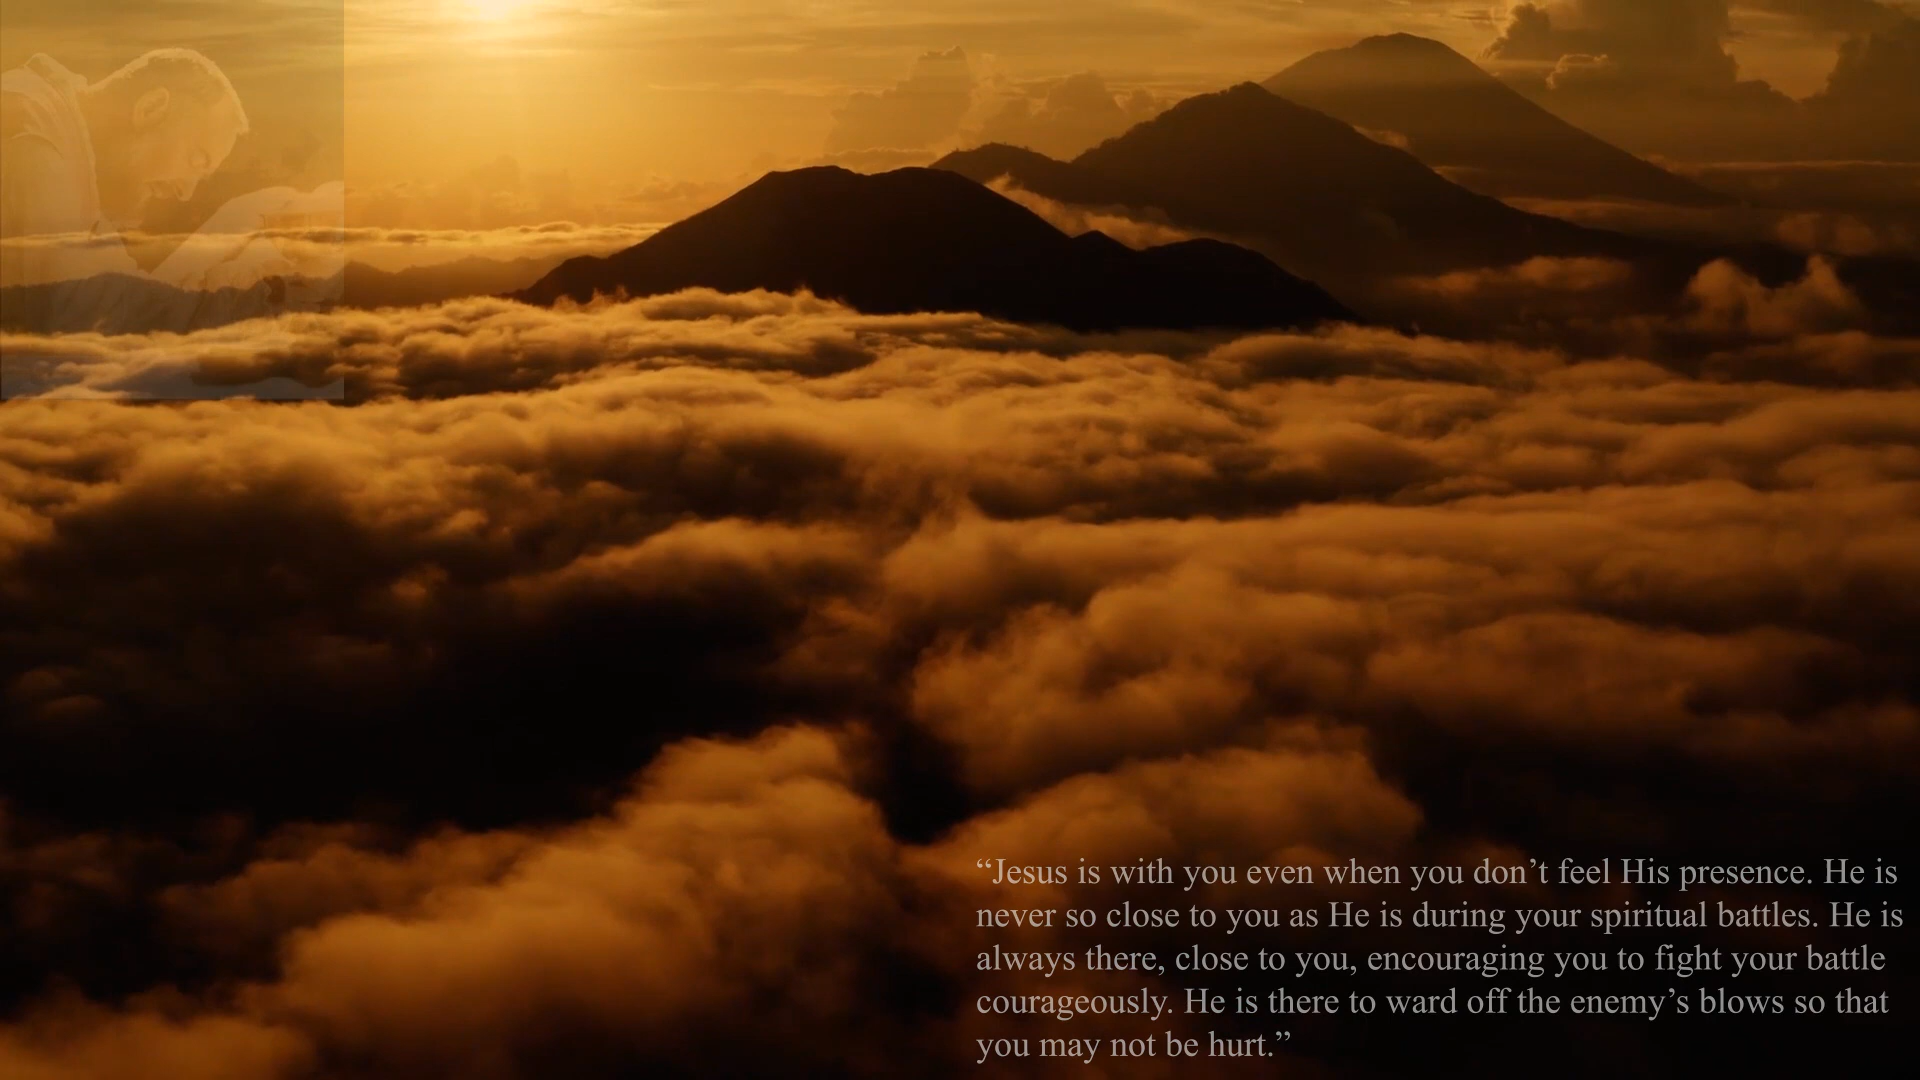 “Jesus is with you even when you don’t feel His presence. He is
never so close to you as He is during your spiritual battles. He is
always there, close to you, encouraging you to fight your battle
courageously. He is there to ward off the enemy’s blows so that
you may not be hurt.”